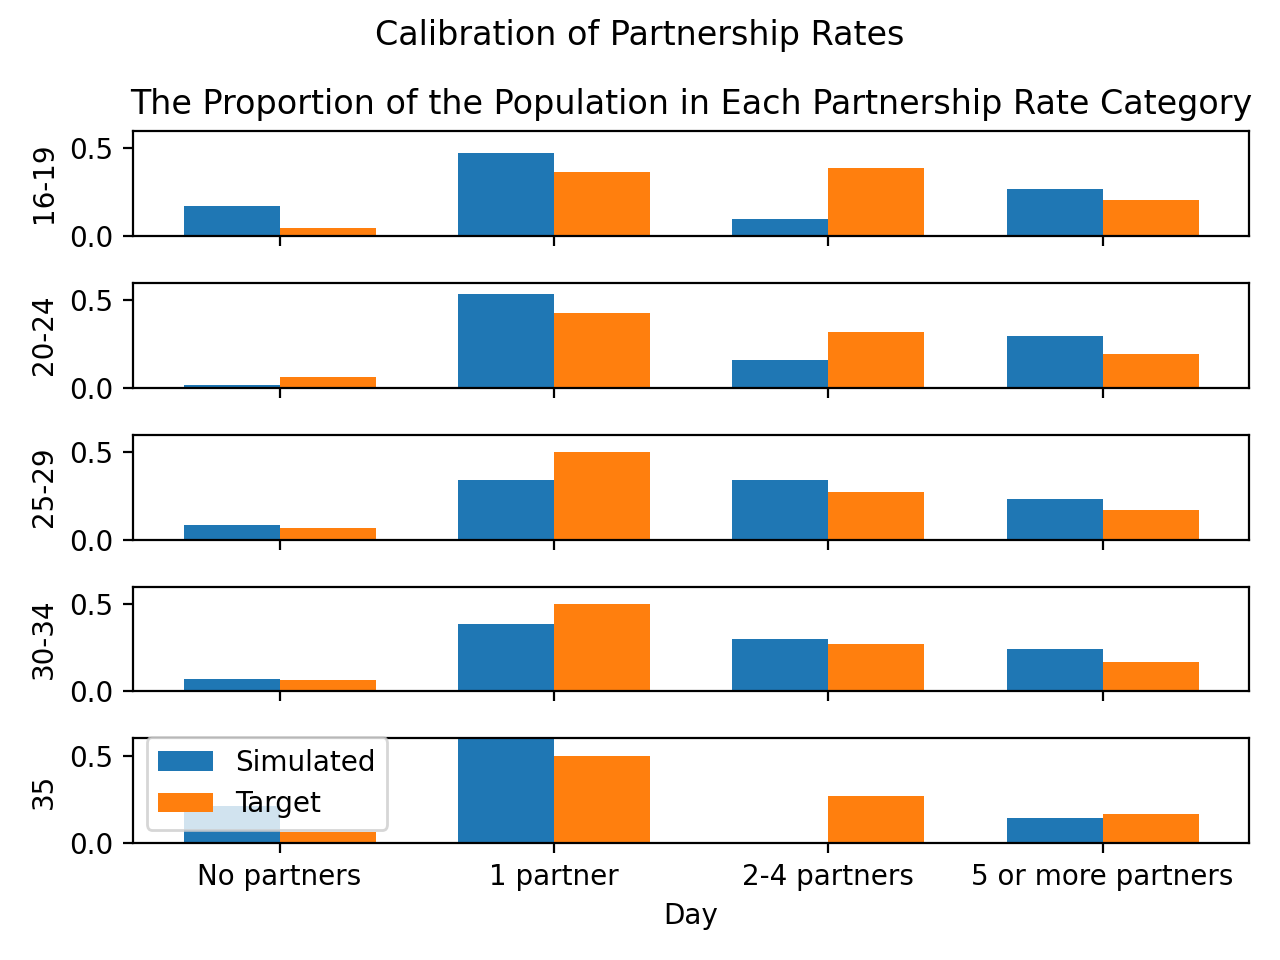 Calibration of Partnership Rates
The Proportion of the Population in Each Partnership Rate Category
0.5
16-19
0.0
0.5
20-24
0.0
0.5
25-29
0.0
0.5
30-34
0.0
0.5
35
0.0
Simulated
Target
No partners
1 partner
2-4 partners
5 or more partners
Day